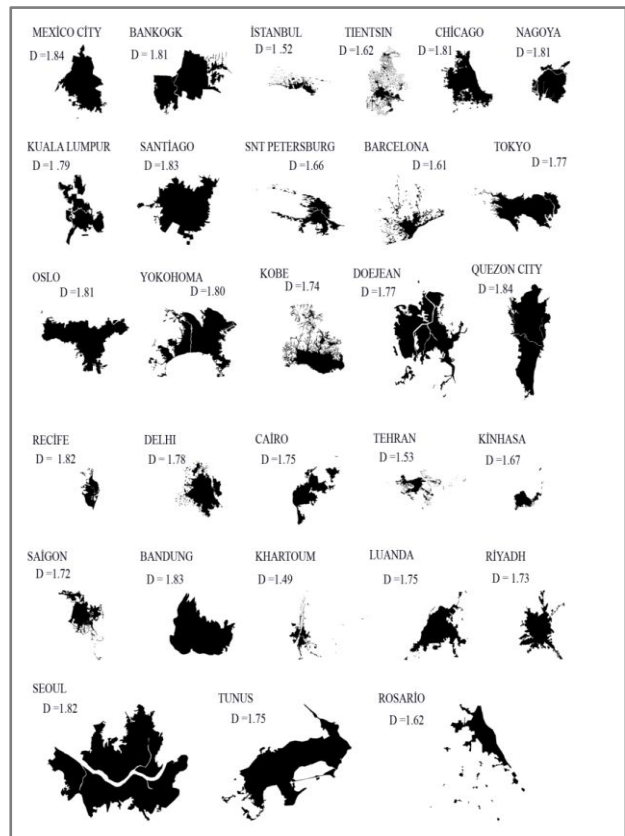 MEXİCO CITY BANKOGK İSTANBUL TIENTSIN CHİCAGO NAGOYA
D =1.84 D = 1.81 D =1 .52 D =1.62 D =1.81 D =1.81
KUALA LUMPUR SANTİAGO SNT PETERSBURG BARCELONA TOKYO
D =1 .79 D =1.83 D =1.66 D =1.61 D =1.77
OSLO YOKOHOMA KOBE DOEJEAN QUEZON CITY
D =1.81 D =1.80 D =1.74 D =1.77 D =1.84
RECİFE DELHI CAİRO TEHRAN KİNHASA
D = 1.82 D = 1.78 D =1.75 D =1.53 D =1.67
SAİGON BANDUNG KHARTOUM LUANDA RİYADH
D =1.72 D = 1.83 D =1.49 D =1.75 D = 1.73
SEOUL TUNUS ROSARİO
D =1.82 D =1.75 D =1.62